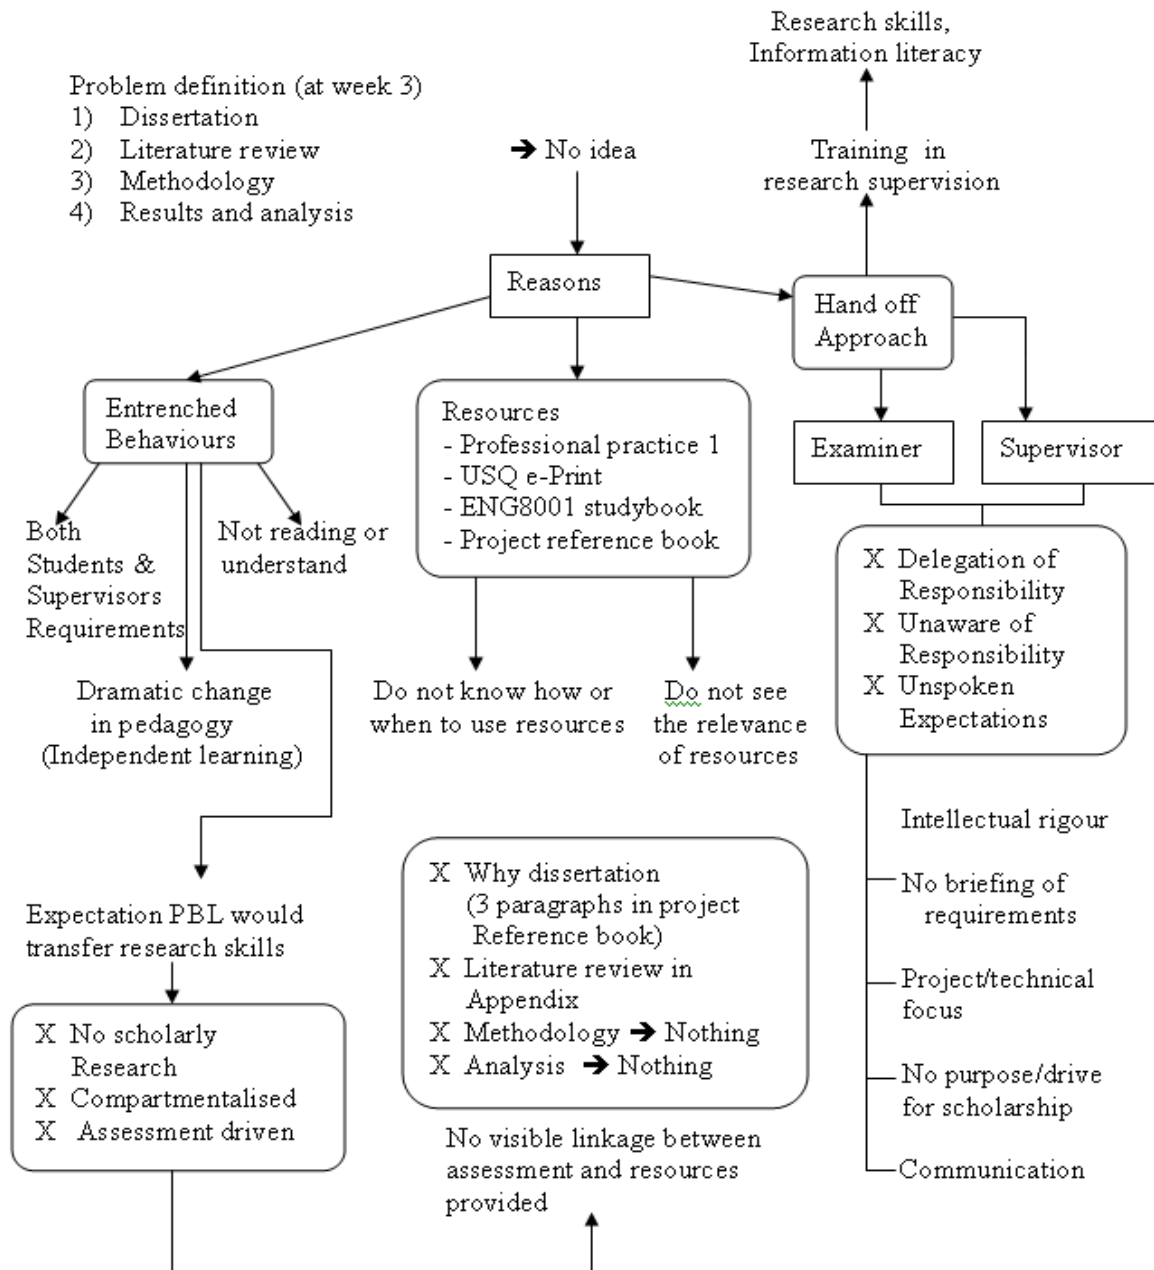 Research skills,
Information literacy
Problem definition (at week 3)
1) Dissertation
2) Literature review
3) Methodology
4) Results and analysis
➔ No idea
Training in
research supervision
Reasons
Hand off
Approach
Entrenched
Behaviours
Resources
- Professional practice 1
- USQ e-Print
- ENG8001 studybook
- Project reference book
Examiner
Supervisor
Both
Students &
Supervisors
Requirements
Not reading or
understand
X Delegation of
Responsibility
X Unaware of
Responsibility
X Unspoken
Expectations
Dramatic change
in pedagogy
(Independent learning)
Do not know how or
when to use resources
Do not see
the relevance
of resources
Intellectual rigour
No briefing of
requirements
Project/technical
focus
No purpose/drive
for scholarship
Communication
Expectation PBL would
transfer research skills
X No scholarly
Research
X Compartmentalised
X Assessment driven
X Why dissertation
(3 paragraphs in project
Reference book)
X Literature review in
Appendix
X Methodology ➔ Nothing
X Analysis ➔ Nothing
No visible linkage between
assessment and resources
provided